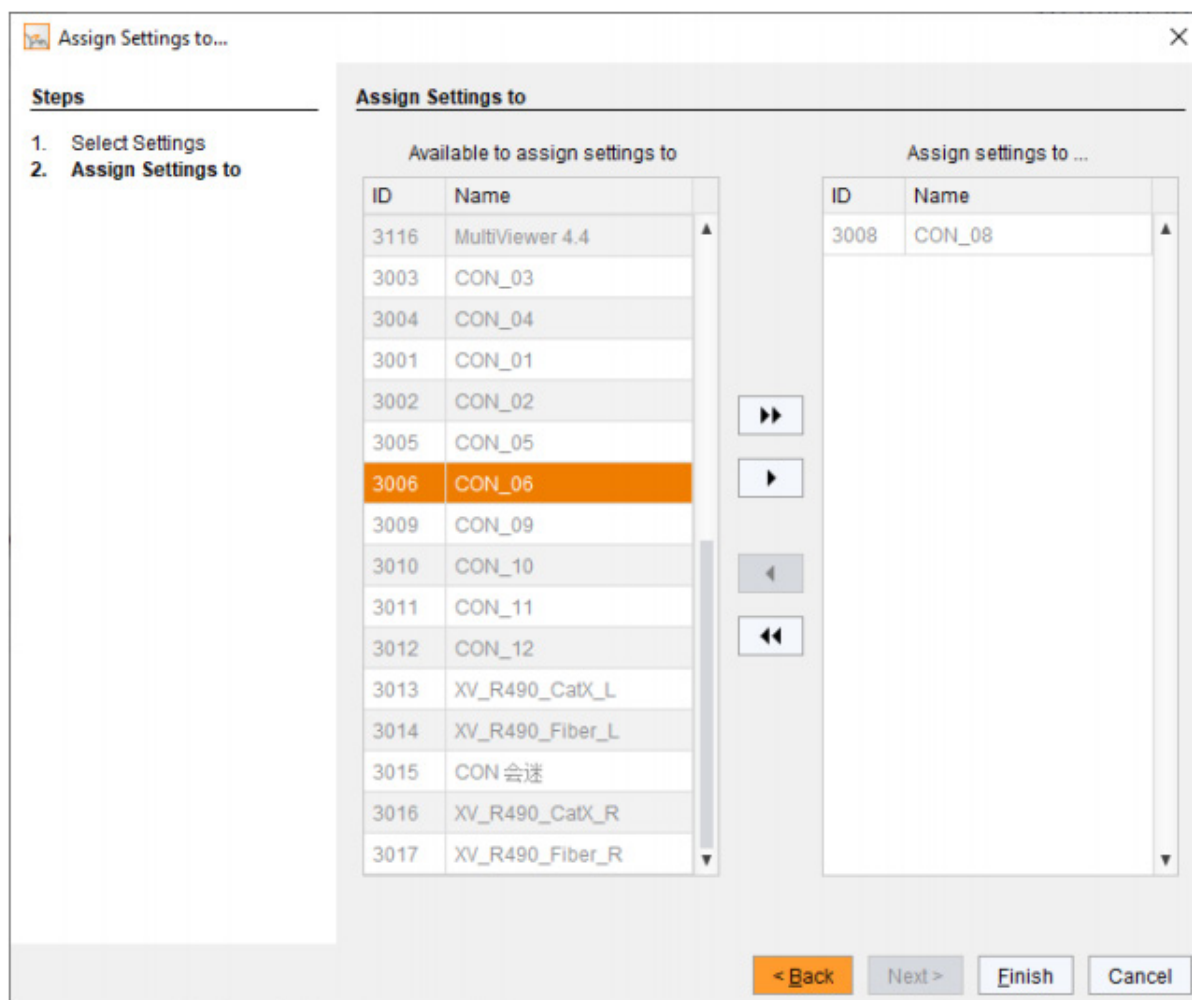 Assign Settings to...
Steps
1. Select Settings
2. Assign Settings to
Assign Settings to
Available to assign settings to
ID Name
3116 MultiViewer 4.4
3003 CON_03
3004 CON_04
3001 CON_01
3002 CON_02
3005 CON_05
3006 CON_06
3009 CON_09
3010 CON_10
3011 CON_11
3012 CON_12
3013 XV_R490_CatX_L
3014 XV_R490_Fiber_L
3015 CON 会迷
3016 XV_R490_CatX_R
3017 XV_R490_Fiber_R
Assign settings to ...
ID Name
3008 CON_08
< Back Next > Finish Cancel